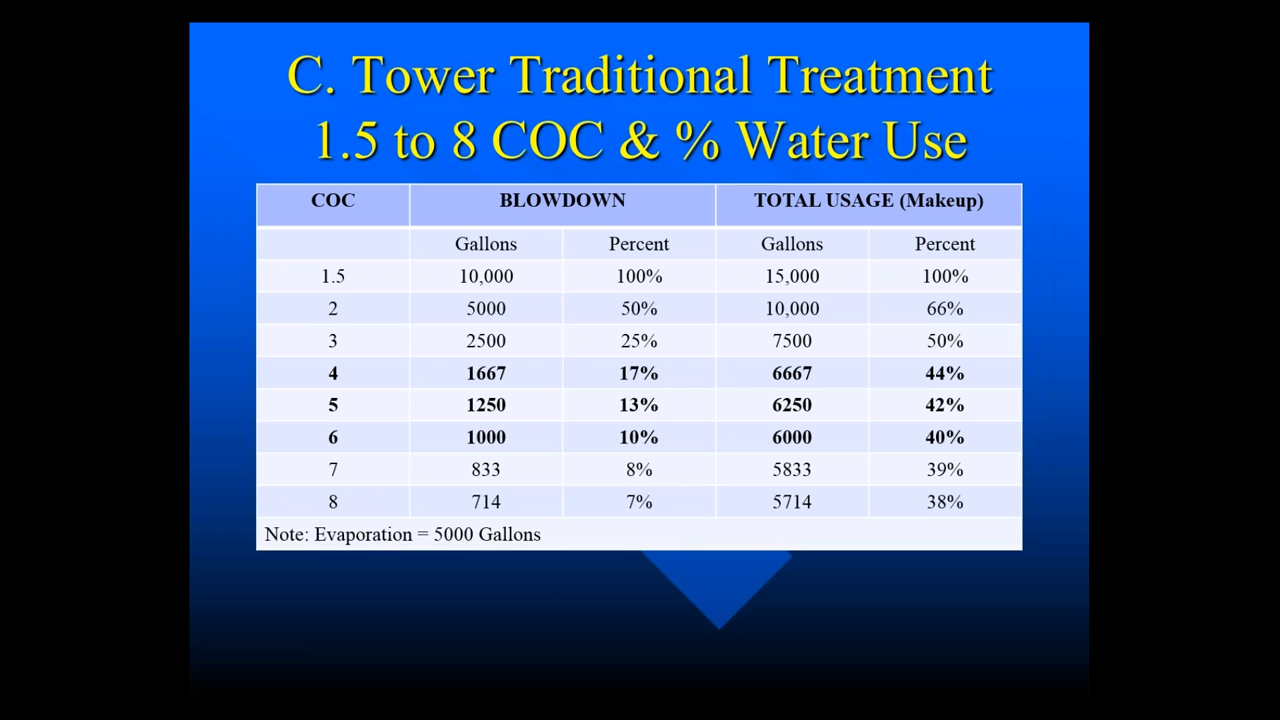 C. Tower Traditional Treatment
1.5 to 8 COC & % Water Use
COC BLOWDOWN TOTAL USAGE (Makeup)
Gallons Percent Gallons Percent
1.5 10,000 100% 15,000 100%
2 5000 50% 10,000 66%
3 2500 25% 7500 50%
4 1667 17% 6667 44%
5 1250 13% 6250 42%
6 1000 10% 6000 40%
7 833 8% 5833 39%
8 714 7% 5714 38%
Note: Evaporation = 5000 Gallons